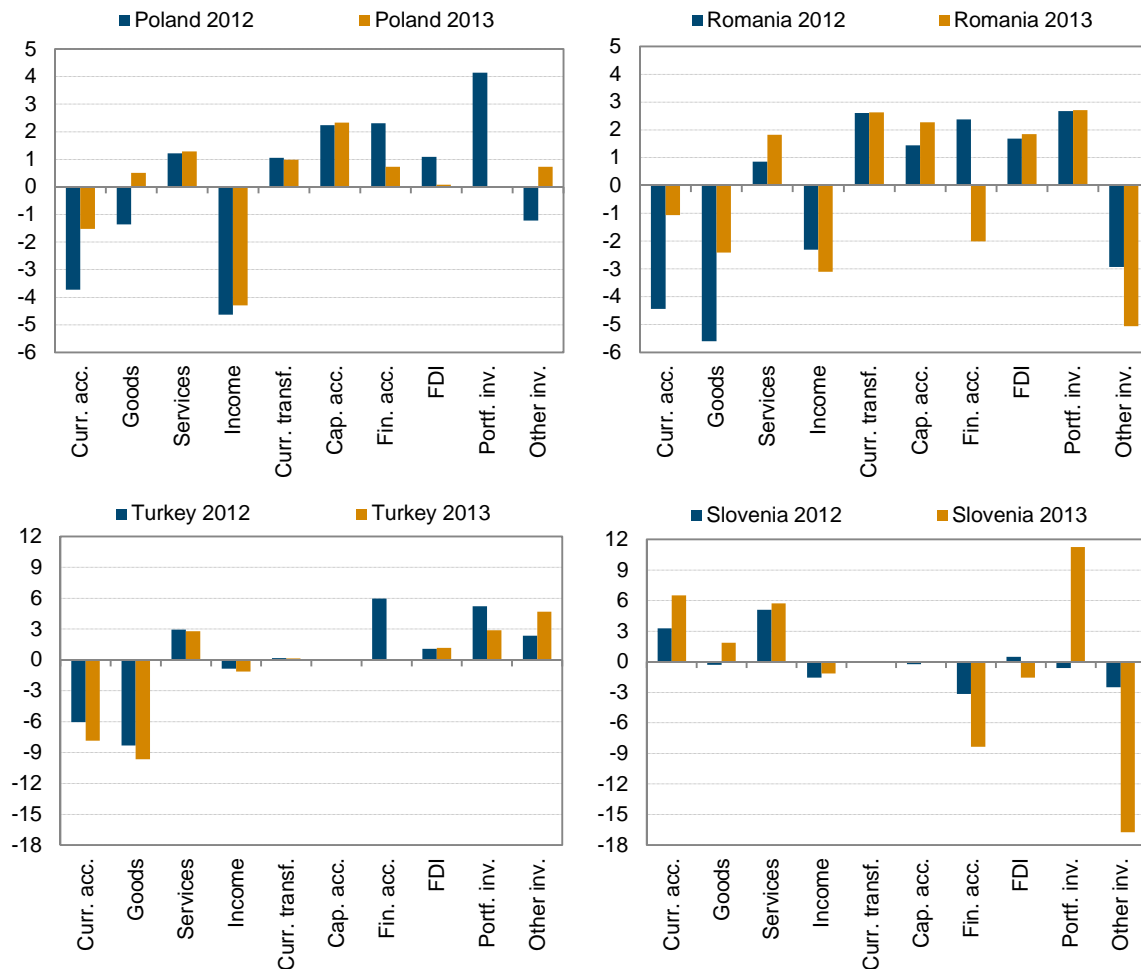 Poland 2012 Poland 2013
5
4
3
2
1
0
-1
-2
-3
-4
-5
-6
Curr. acc.
Goods
Services
Income
Curr. transf.
Cap. acc.
Fin. acc.
FDI
Portf. inv.
Other inv.
Romania 2012 Romania 2013
5
4
3
2
1
0
-1
-2
-3
-4
-5
-6
Curr. acc.
Goods
Services
Income
Curr. transf.
Cap. acc.
Fin. acc.
FDI
Portf. inv.
Other inv.
Turkey 2012 Turkey 2013
12
9
6
3
0
-3
-6
-9
-12
-15
-18
Curr. acc.
Goods
Services
Income
Curr. transf.
Cap. acc.
Fin. acc.
FDI
Portf. inv.
Other inv.
Slovenia 2012 Slovenia 2013
12
9
6
3
0
-3
-6
-9
-12
-15
-18
Curr. acc.
Goods
Services
Income
Curr. transf.
Cap. acc.
Fin. acc.
FDI
Portf. inv.
Other inv.